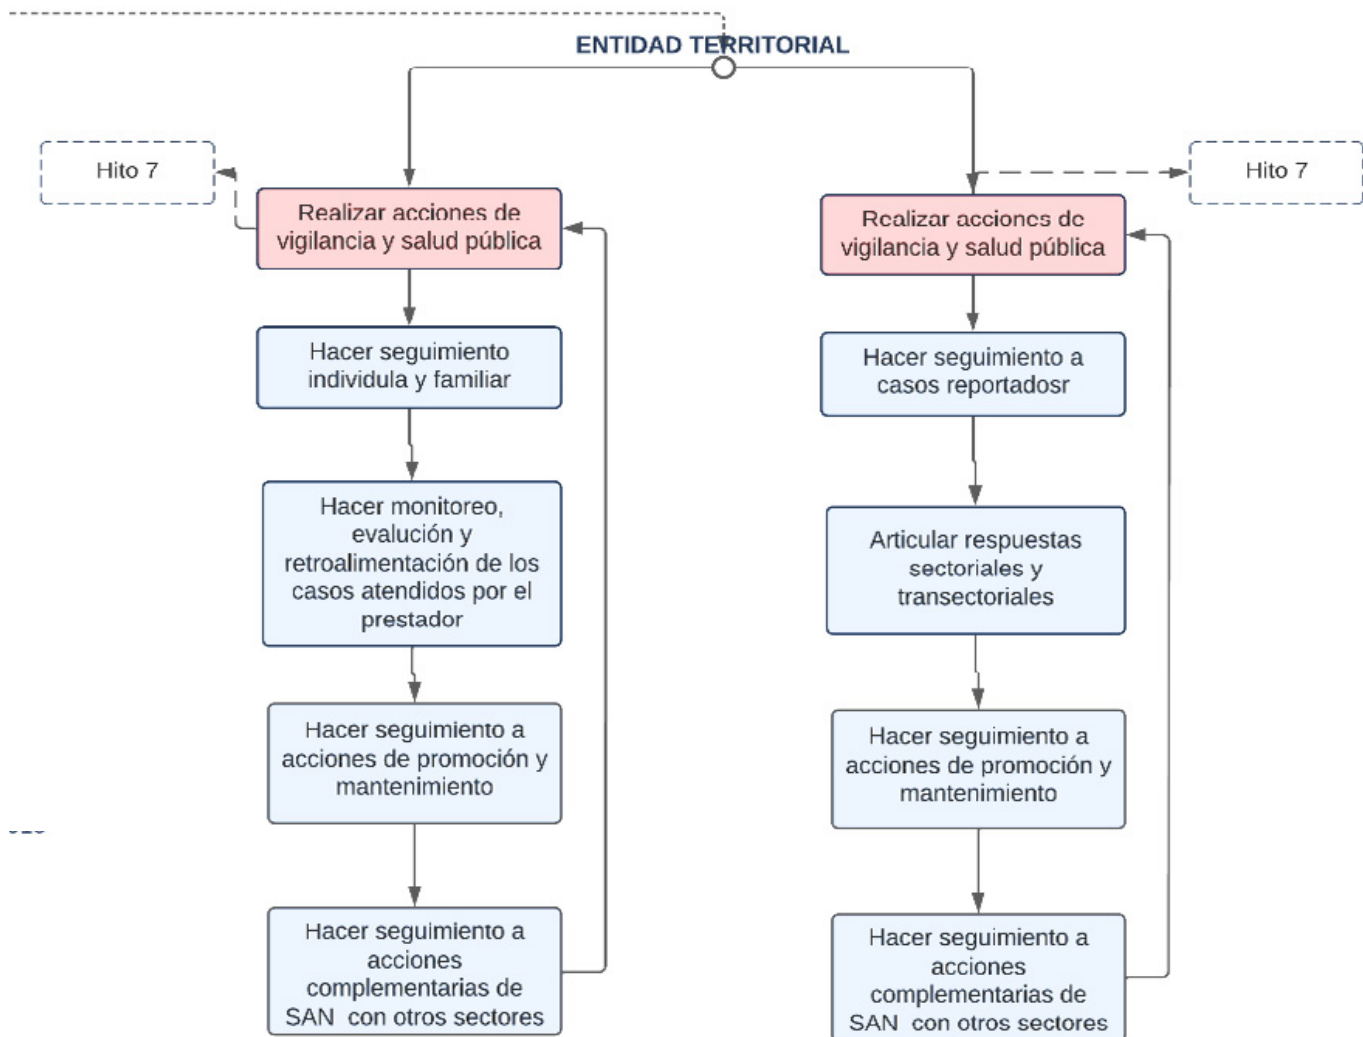 ENTIDAD TERRITORIAL
Hito 7
Realizar acciones de
vigilancia y salud pública
Hacer seguimiento
individula y familiar
Hacer monitoreo,
evalución y
retroalimentación de los
casos atendidos por el
prestador
Hacer seguimiento a
acciones de promoción y
mantenimiento
Hacer seguimiento a
acciones
complementarias de
SAN con otros sectores
Hito 7
Realizar acciones de
vigilancia y salud pública
Hacer seguimiento a
casos reportadosr
Articular respuestas
sectoriales y
transectoriales
Hacer seguimiento a
acciones de promoción y
mantenimiento
Hacer seguimiento a
acciones
complementarias de
SAN con otros sectores